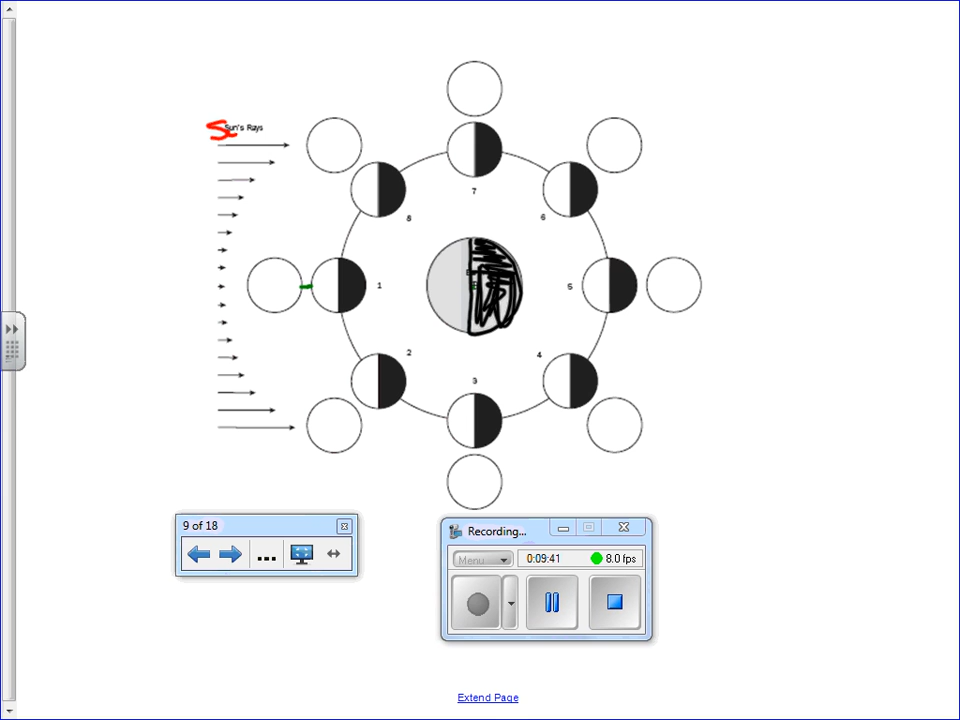 Sun's Rays
7
8
6
1
5
2
4
3
9 of 18
...
Recording...
Menu
0:09:41
8.0 fps
Extend Page